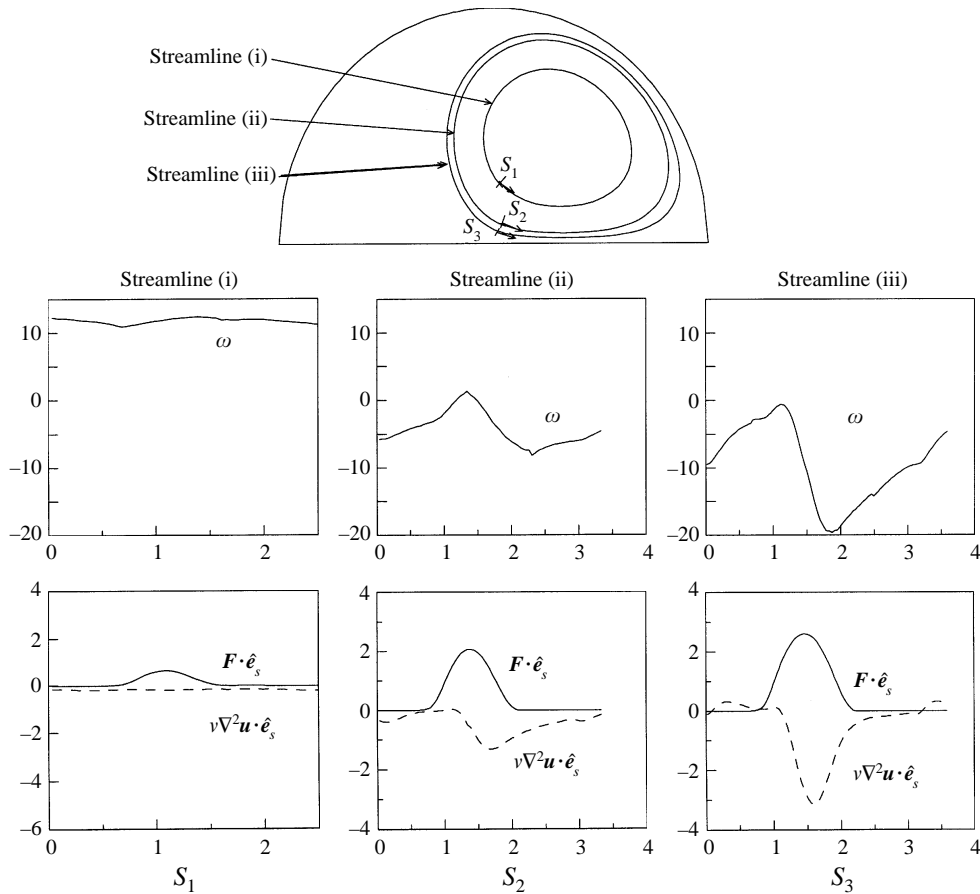 Streamline (i)
Streamline (ii)
Streamline (iii)
S₁
S₂
S₃
Streamline (i) Streamline (ii) Streamline (iii)
10 10 10
0 0 0
–10 –10 –10
–20 –20 –20
ω ω ω
0 1 2 0 1 2 3 4 0 1 2 3 4
4 4 4
2 2 2
0 0 0
–2 –2 –2
–4 –4 –4
–6
F·ê_s F·ê_s F·ê_s
ν∇²u·ê_s ν∇²u·ê_s ν∇²u·ê_s
0 1 2 0 1 2 3 4 0 1 2 3 4
S₁ S₂ S₃